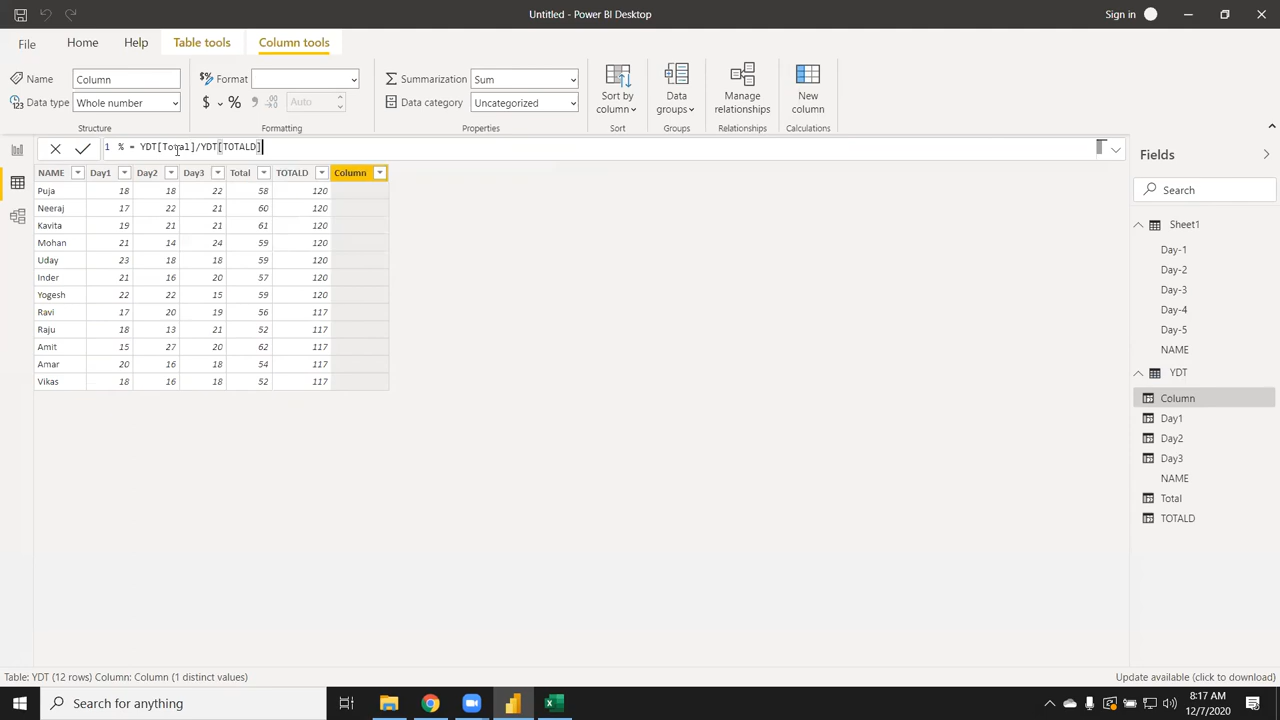 Untitled - Power BI Desktop
Sign in
File
Home
Help
Table tools
Column tools
Name
Column
Format
Summarization
Sum
Data type
Whole number
$
%
Auto
Data category
Uncategorized
Sort by column
Data groups
Manage relationships
New column
Structure
Formatting
Properties
Sort
Groups
Relationships
Calculations
1 % = YDT[Total]/YDT[TOTALD]
Fields
Search
NAME Day1 Day2 Day3 Total TOTALD Column
Puja 18 18 22 58 120
Neeraj 17 22 21 60 120
Kavita 19 21 21 61 120
Mohan 21 14 24 59 120
Uday 23 18 18 59 120
Inder 21 16 20 57 120
Yogesh 22 22 15 59 120
Ravi 17 20 19 56 117
Raju 18 13 21 52 117
Amit 15 27 20 62 117
Amar 20 16 18 54 117
Vikas 18 16 18 52 117
Sheet1
Day-1
Day-2
Day-3
Day-4
Day-5
NAME
YDT
Column
Day1
Day2
Day3
NAME
Total
TOTALD
Table: YDT (12 rows) Column: Column (1 distinct values)
Update available (click to download)
Search for anything
8:17 AM
12/7/2020